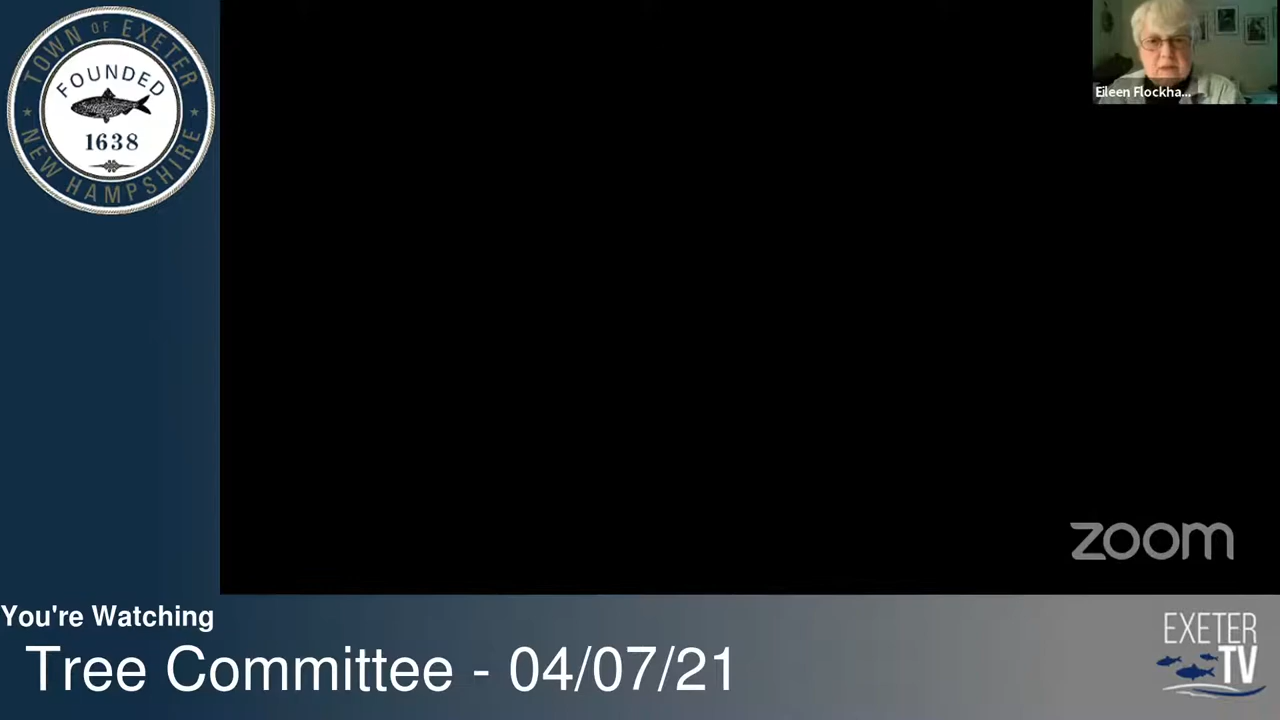 TOWN OF EXETER
FOUNDED
1638
NEW HAMPSHIRE
Eileen Flockha...
zoom
You're Watching
Tree Committee - 04/07/21
EXETER
TV